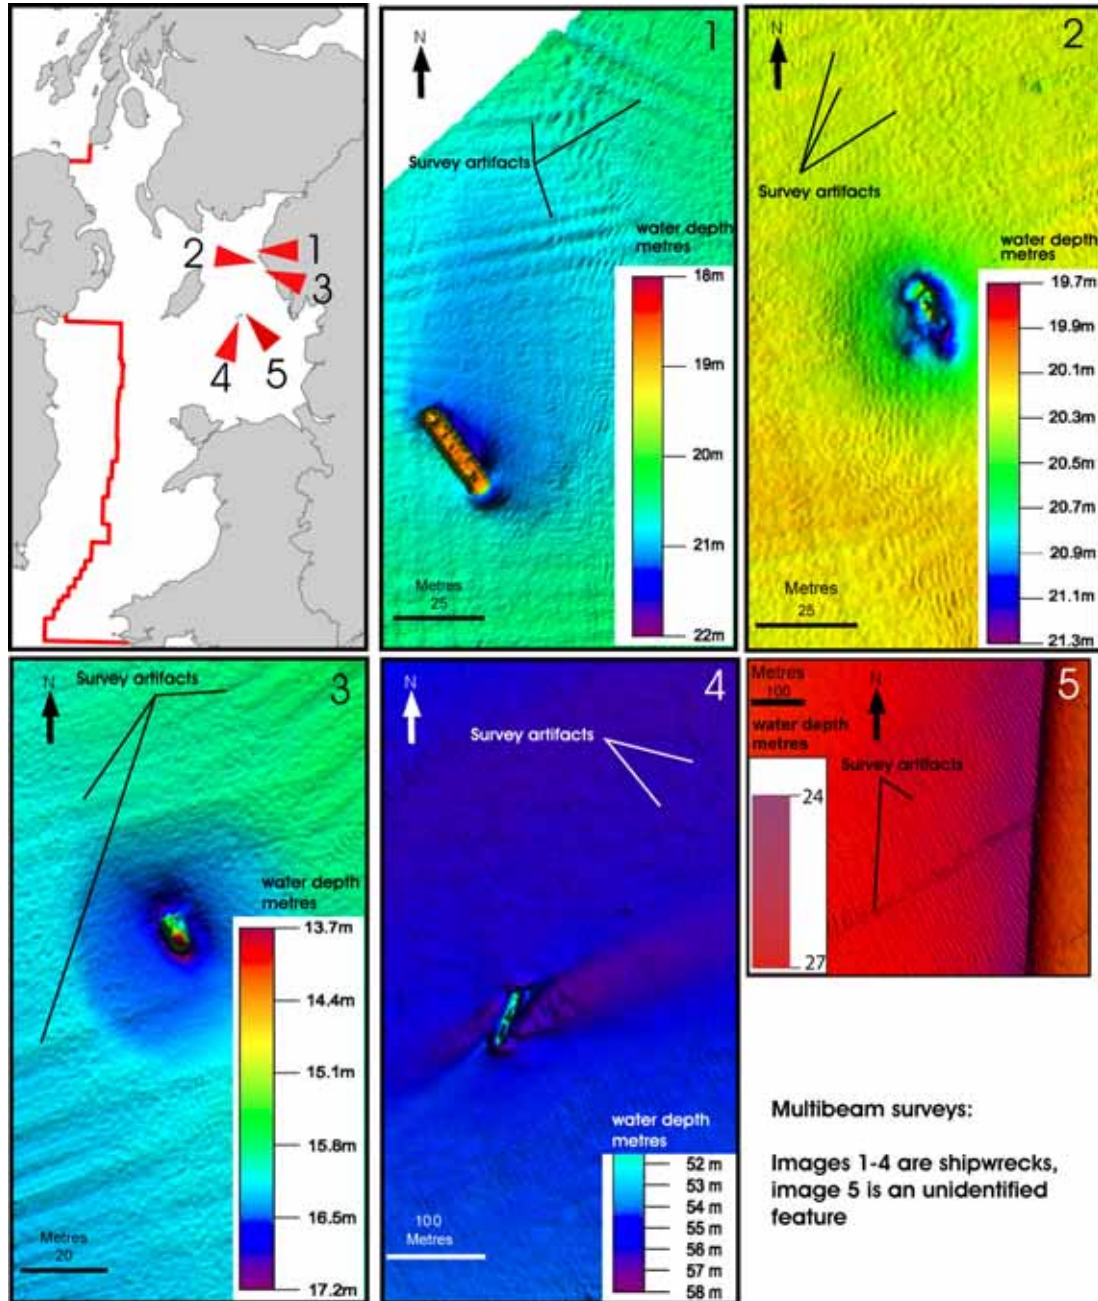 2
1
3
4
5
N
1
Survey artifacts
water depth
metres
18m
19m
20m
21m
22m
Metres
25
N
2
Survey artifacts
water depth
metres
19.7m
19.9m
20.1m
20.3m
20.5m
20.7m
20.9m
21.1m
21.3m
Metres
25
N
Survey artifacts
3
water depth
metres
13.7m
14.4m
15.1m
15.8m
16.5m
17.2m
Metres
20
N
4
Survey artifacts
water depth
metres
52 m
53 m
54 m
55 m
56 m
57 m
58 m
100
Metres
Metres
100
N
5
water depth
metres
Survey artifacts
24
27
Multibeam surveys:
Images 1-4 are shipwrecks,
image 5 is an unidentified
feature